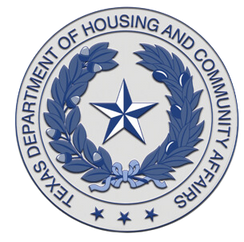 TEXAS DEPARTMENT OF HOUSING AND COMMUNITY AFFAIRS